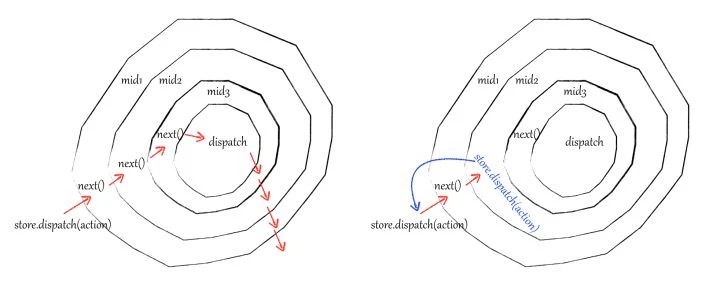 mid1
mid2
mid3
next()
dispatch
next()
next()
store.dispatch(action)
mid1
mid2
mid3
next()
dispatch
store.dispatch(action)
next()
store.dispatch(action)